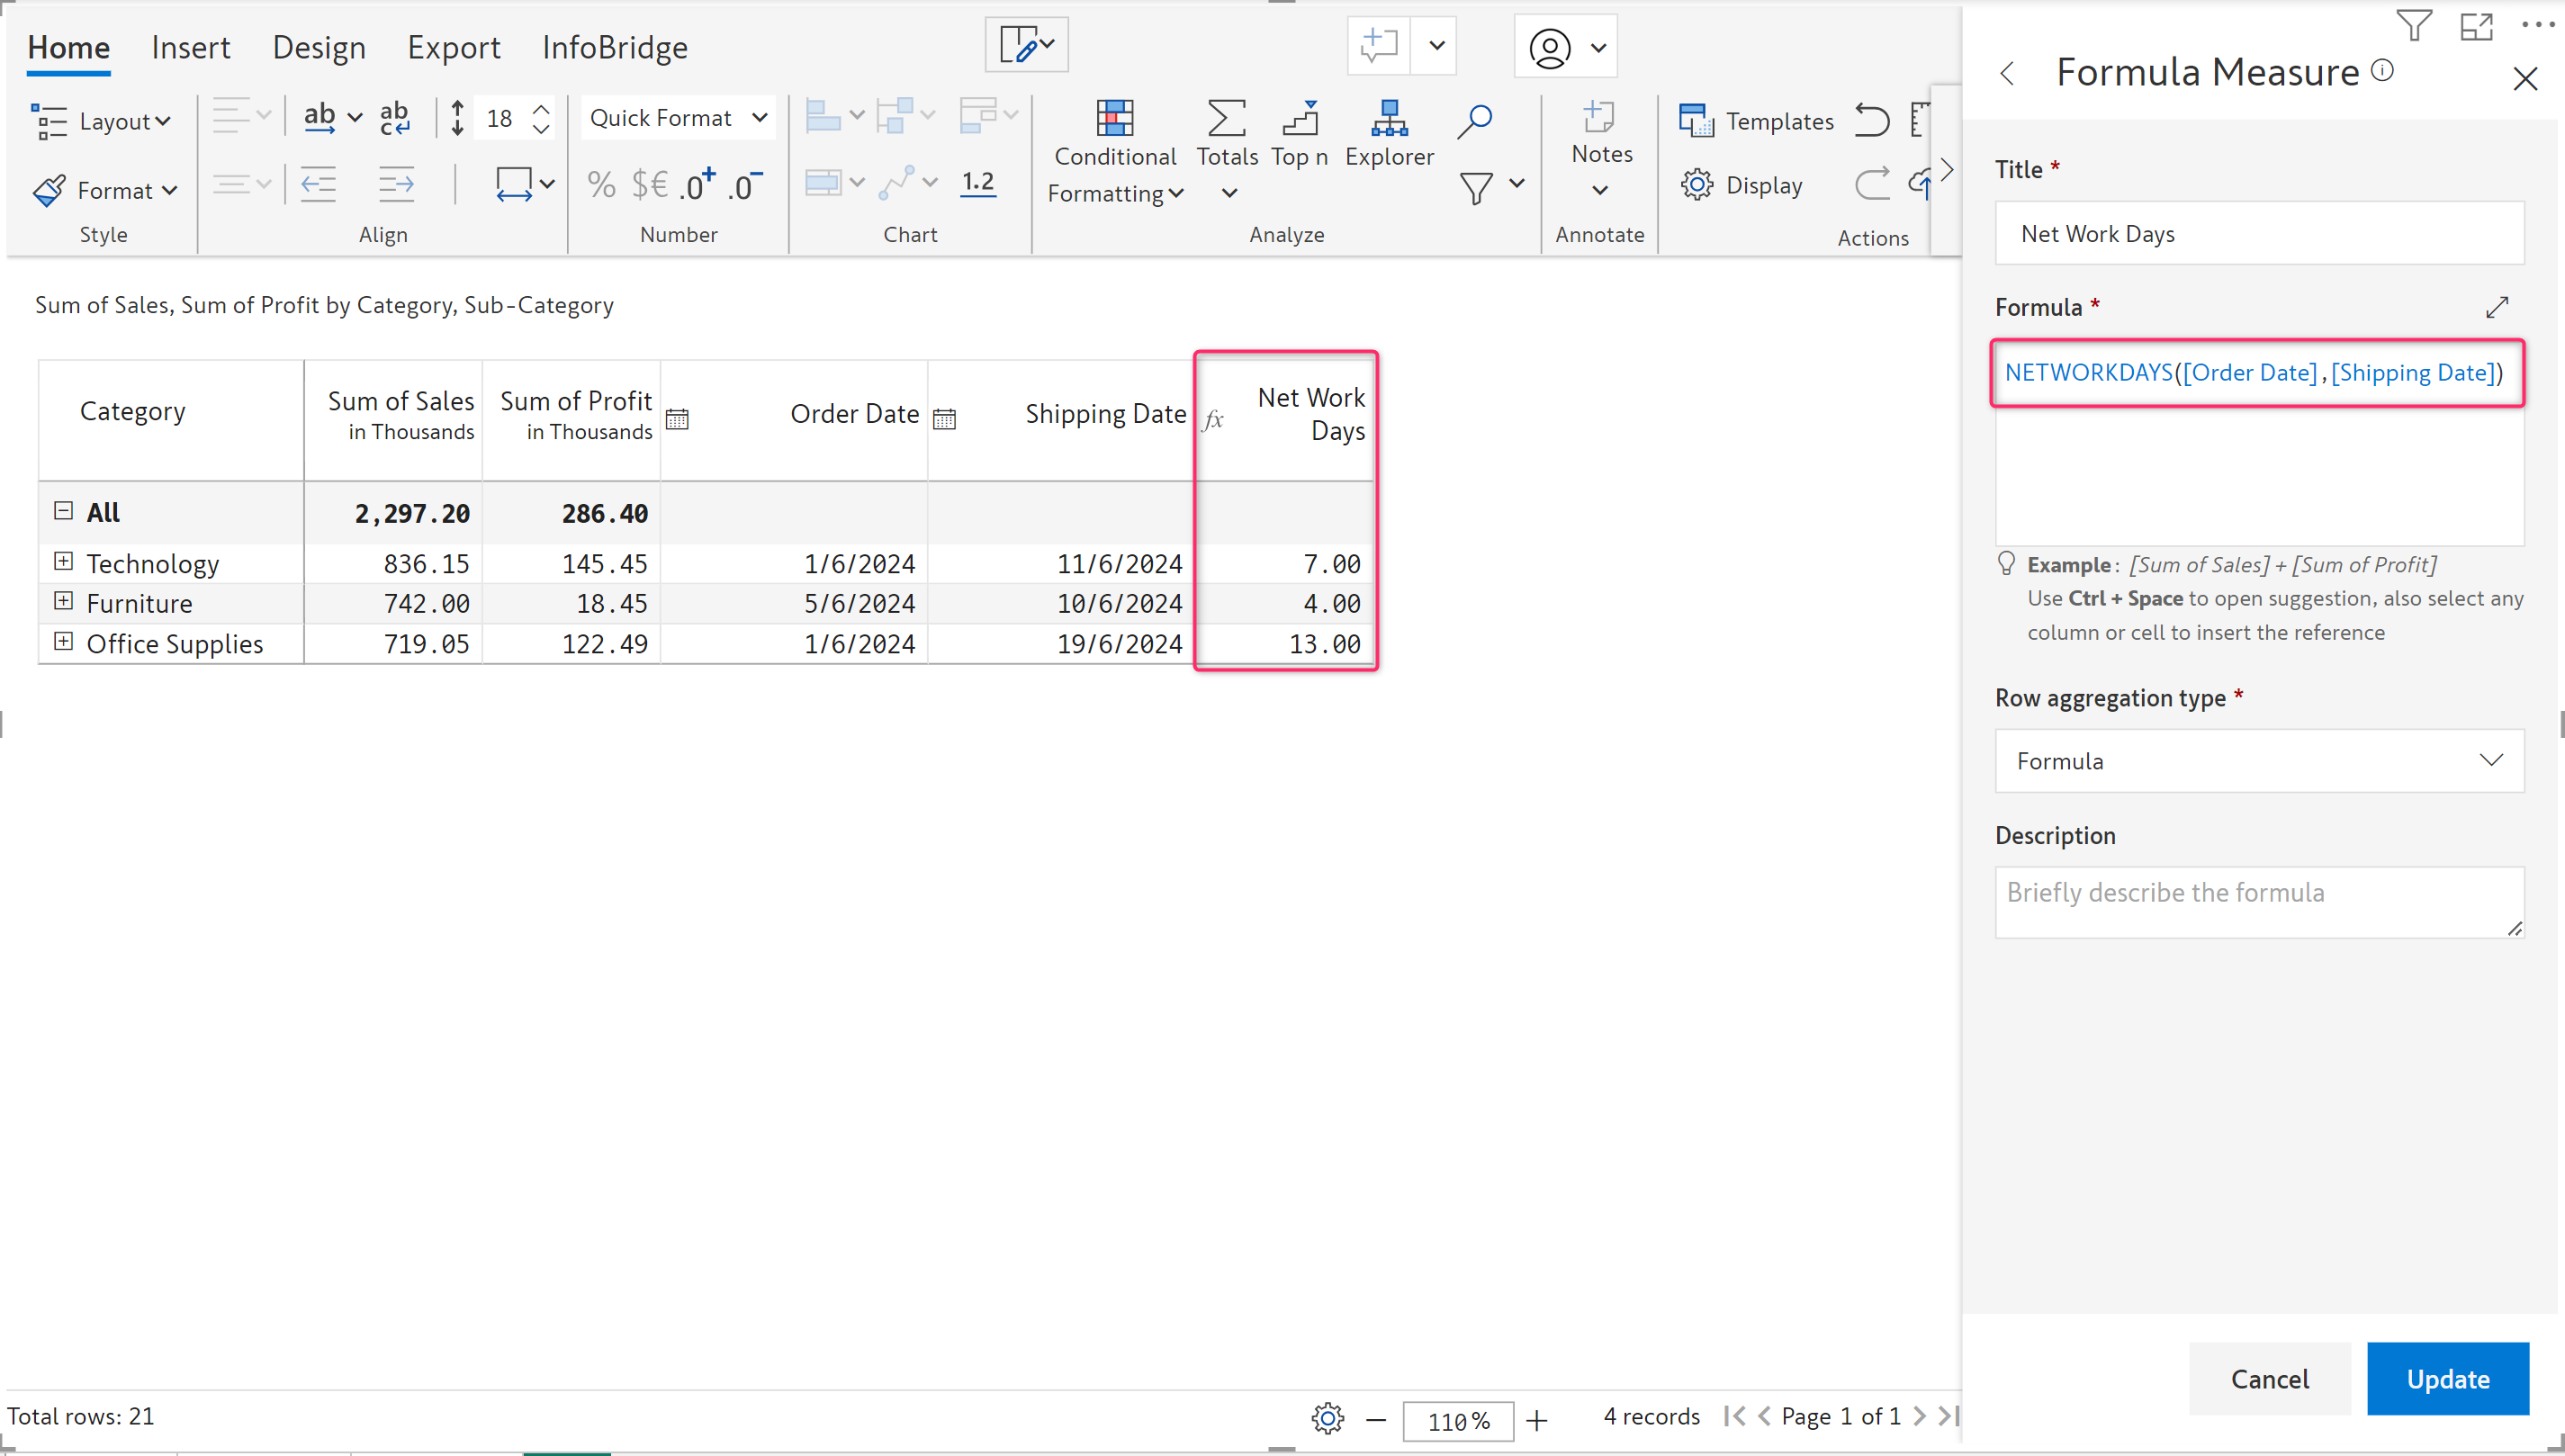 Home Insert Design Export InfoBridge
Layout
ab
ab
c
18
Quick Format
Format
% $€ .0+ .0-
1.2
Conditional
Formatting
Totals
Top n
Explorer
Notes
Templates
Display
Style Align Number Chart Analyze Annotate Actions
Sum of Sales, Sum of Profit by Category, Sub-Category
Category
Sum of Sales
in Thousands
Sum of Profit
in Thousands
Order Date
Shipping Date
fx
Net Work
Days
All 2,297.20 286.40
Technology 836.15 145.45 1/6/2024 11/6/2024 7.00
Furniture 742.00 18.45 5/6/2024 10/6/2024 4.00
Office Supplies 719.05 122.49 1/6/2024 19/6/2024 13.00
Total rows: 21
110 %
4 records
Page 1 of 1
Formula Measure
Title *
Net Work Days
Formula *
NETWORKDAYS([Order Date],[Shipping Date])
Example: [Sum of Sales] + [Sum of Profit]
Use Ctrl + Space to open suggestion, also select any
column or cell to insert the reference
Row aggregation type *
Formula
Description
Briefly describe the formula
Cancel
Update